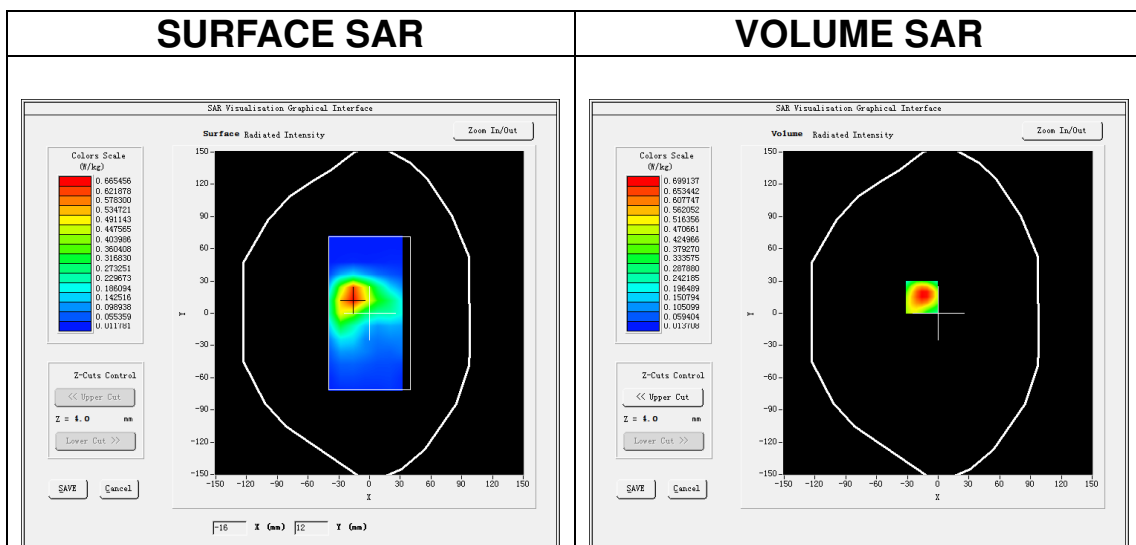 SURFACE SAR
VOLUME SAR
SAR Visualisation Graphical Interface
Surface Radiated Intensity
Zoom In/Out
Colors Scale
(W/kg)
0.665456
0.621878
0.578300
0.534721
0.491143
0.447565
0.403986
0.360408
0.316830
0.273251
0.229673
0.186094
0.142516
0.098938
0.055359
0.011781
Z-Cuts Control
<< Upper Cut
Z = 4.0 mm
Lower Cut >>
SAVE Cancel
150
120
90
60
30
0
-30
-60
-90
-120
-150
Y
-150 -120 -90 -60 -30 0 30 60 90 120 150
X
-16 X (mm) 12 Y (mm)
SAR Visualisation Graphical Interface
Volume Radiated Intensity
Zoom In/Out
Colors Scale
(W/kg)
0.699137
0.653442
0.607747
0.562052
0.516356
0.470661
0.424966
0.379270
0.333575
0.287880
0.242185
0.196489
0.150794
0.105099
0.059404
0.013708
Z-Cuts Control
<< Upper Cut
Z = 4.0 mm
Lower Cut >>
SAVE Cancel
150
120
90
60
30
0
-30
-60
-90
-120
-150
Y
-150 -120 -90 -60 -30 0 30 60 90 120 150
X